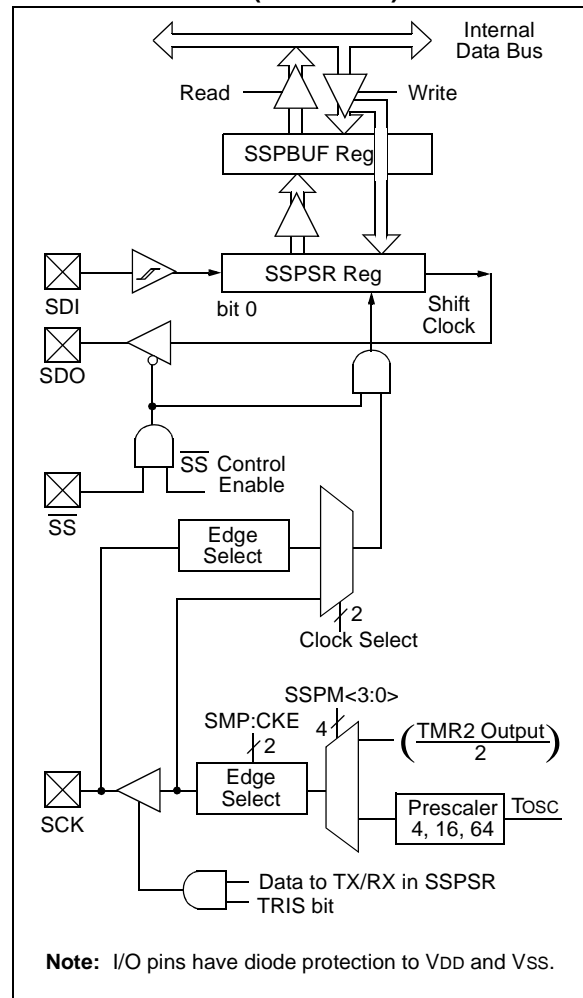 Internal
Data Bus
Read
Write
SSPBUF Reg
SSPSR Reg
SDI
bit 0
Shift
Clock
SDO
SS
Control
Enable
SS
Edge
Select
2
Clock Select
SSPM<3:0>
SMP:CKE
4
2
TMR2 Output
2
Edge
Select
Prescaler
4, 16, 64
TOSC
SCK
Data to TX/RX in SSPSR
TRIS bit
Note: I/O pins have diode protection to VDD and VSS.